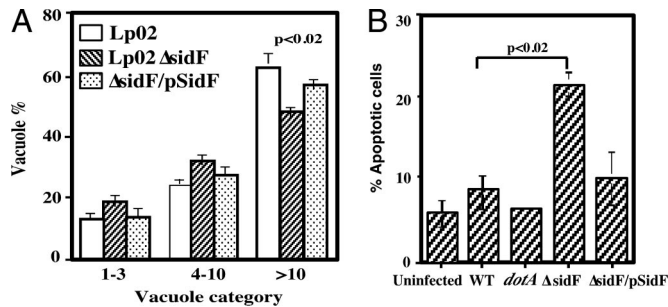 A
Lp02
Lp02 ΔsidF
ΔsidF/pSidF
p<0.02
Vacuole %
80
60
40
20
0
1-3 4-10 >10
Vacuole category
B
p<0.02
% Apoptotic cells
30
20
10
0
Uninfected WT dotA ΔsidF ΔsidF/pSidF